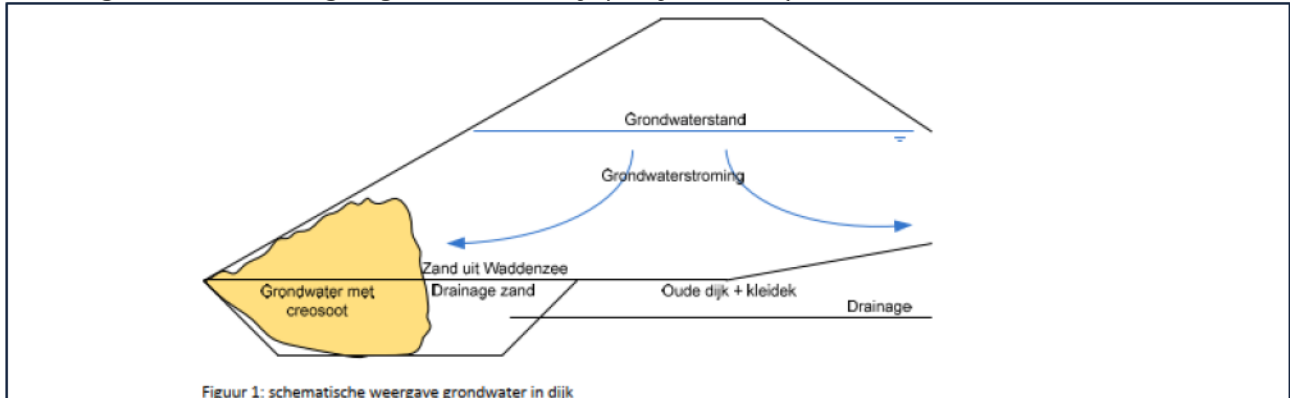 Grondwaterstand
Grondwaterstroming
Zand uit Waddenzee
Grondwater met
creosoot
Drainage zand
Oude dijk + kleidek
Drainage
Figuur 1: schematische weergave grondwater in dijk